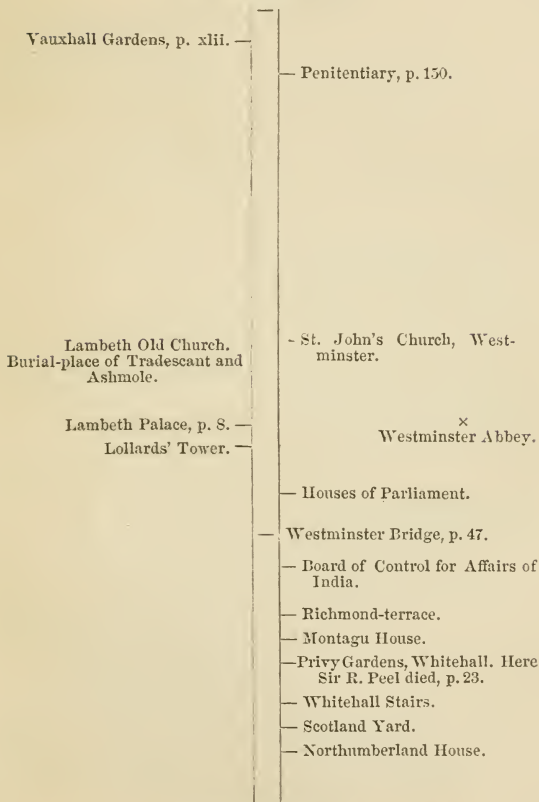 Vauxhall Gardens, p. xlii. —
— Penitentiary, p. 150.
Lambeth Old Church.
Burial-place of Tradescant and
Ashmole.
- St. John's Church, West-
minster.
Lambeth Palace, p. 8. —
Lollards' Tower. —
×
Westminster Abbey.
— Houses of Parliament.
— Westminster Bridge, p. 47.
— Board of Control for Affairs of
India.
— Richmond-terrace.
— Montagu House.
— Privy Gardens, Whitehall. Here
Sir R. Peel died, p. 23.
— Whitehall Stairs.
— Scotland Yard.
— Northumberland House.